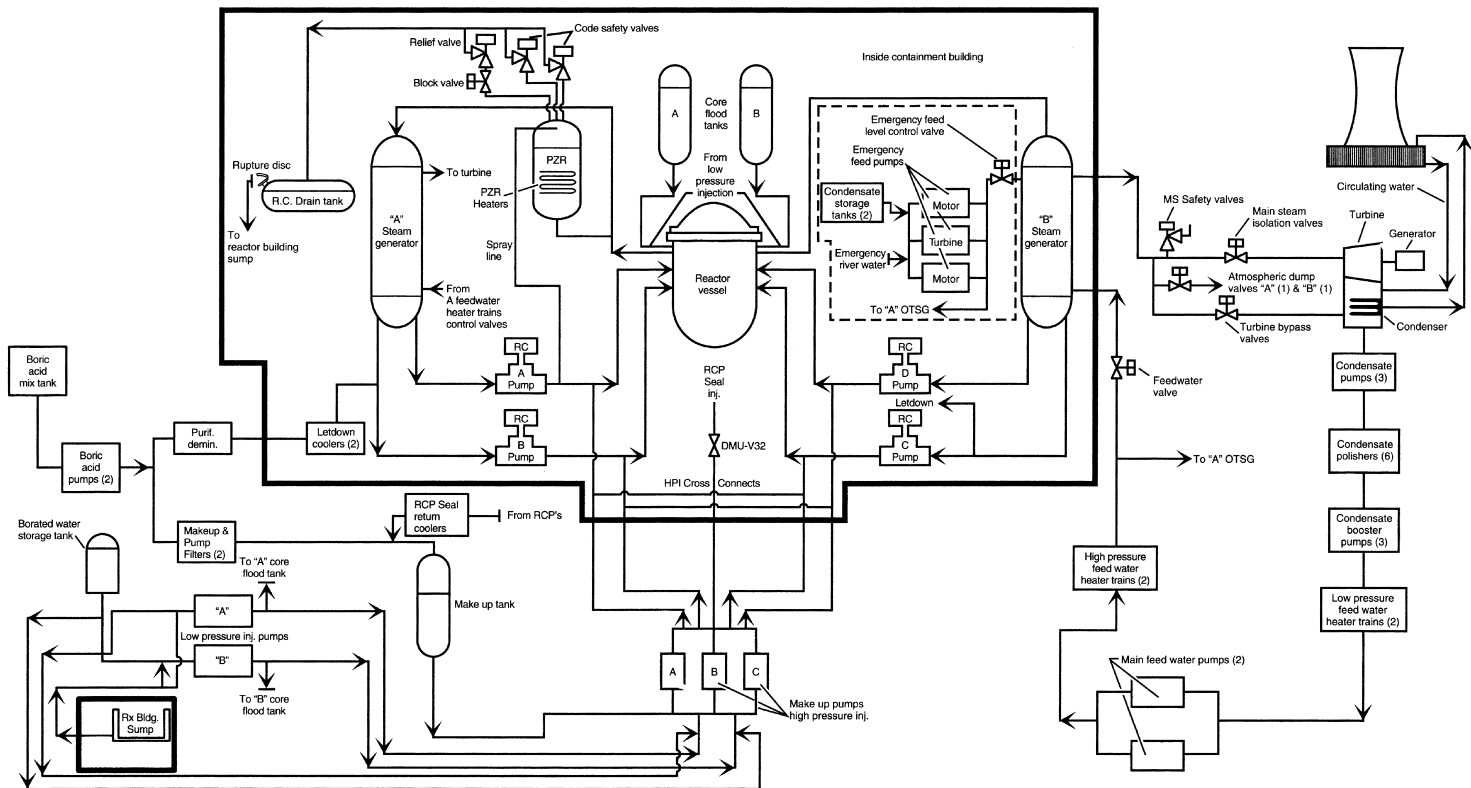 Relief valve
Code safety valves
Block valve
Inside containment building
A
Core
flood
tanks
B
Emergency feed
level control valve
Rupture disc
R.C. Drain tank
To
reactor building
sump
To turbine
PZR
PZR
Heaters
From
low
pressure
injection
Emergency
feed pumps
Condensate
storage
tanks (2)
Motor
Turbine
Motor
Emergency
river water
To "A" OTSG
"A"
Steam
generator
Spray
line
Reactor
vessel
"B"
Steam
generator
From
A feedwater
heater trains
control valves
Circulating water
MS Safety valves
Main steam
isolation valves
Turbine
Generator
Atmospheric dump
valves "A" (1) & "B" (1)
Turbine bypass
valves
Condenser
RC
A
Pump
RC
B
Pump
RCP
Seal
inj.
DMU-V32
RC
D
Pump
Letdown
RC
C
Pump
Feedwater
valve
Condensate
pumps (3)
Boric
acid
mix tank
Boric
acid
pumps (2)
Purif.
demin.
Letdown
coolers (2)
HPI Cross Connects
To "A" OTSG
Condensate
polishers (6)
Condensate
booster
pumps (3)
Low pressure
feed water
heater trains (2)
High pressure
feed water
heater trains (2)
Main feed water pumps (2)
Borated water
storage tank
Makeup &
Pump
Filters (2)
RCP Seal
return
coolers
From RCP's
To "A" core
flood tank
Make up tank
"A"
Low pressure inj. pumps
"B"
To "B" core
flood tank
Rx Bldg.
Sump
A
B
C
Make up pumps
high pressure inj.